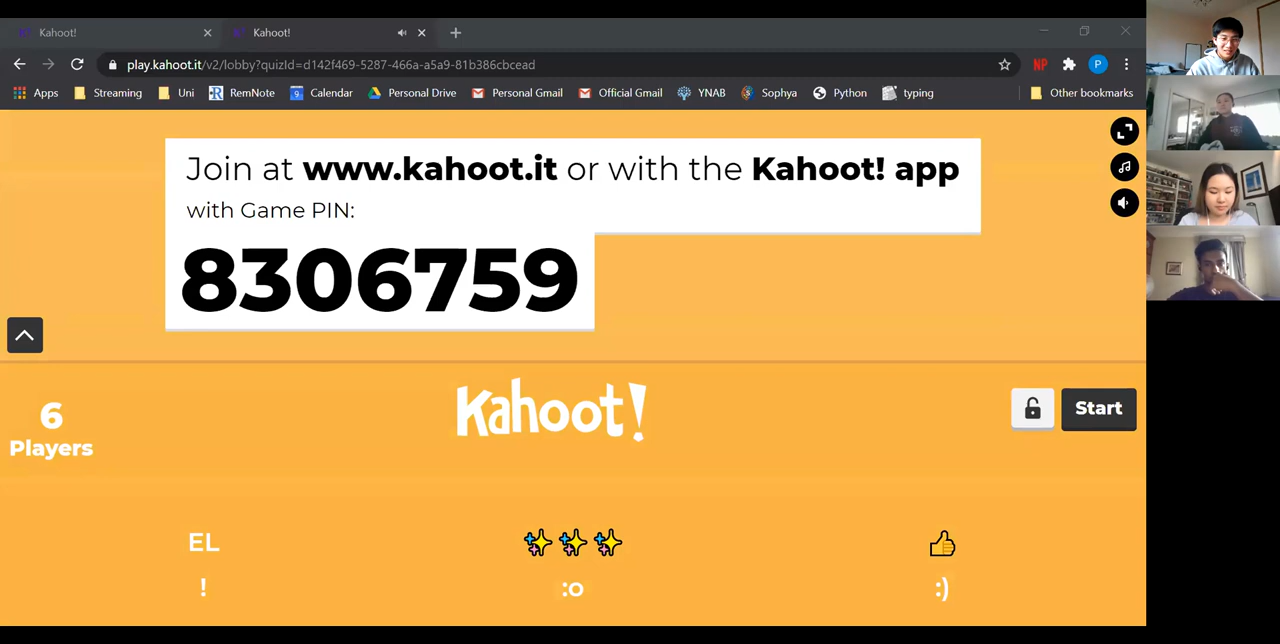 Kahoot!
Kahoot!
play.kahoot.it/v2/lobby?quizId=d142f469-5287-466a-a5a9-81b386cbcead
NP
P
Apps Streaming Uni RemNote Calendar Personal Drive Personal Gmail Official Gmail YNAB Sophya Python typing Other bookmarks
Join at www.kahoot.it or with the Kahoot! app
with Game PIN:
8306759
6
Players
Kahoot!
Start
EL ✨✨✨ 👍
! :o :)